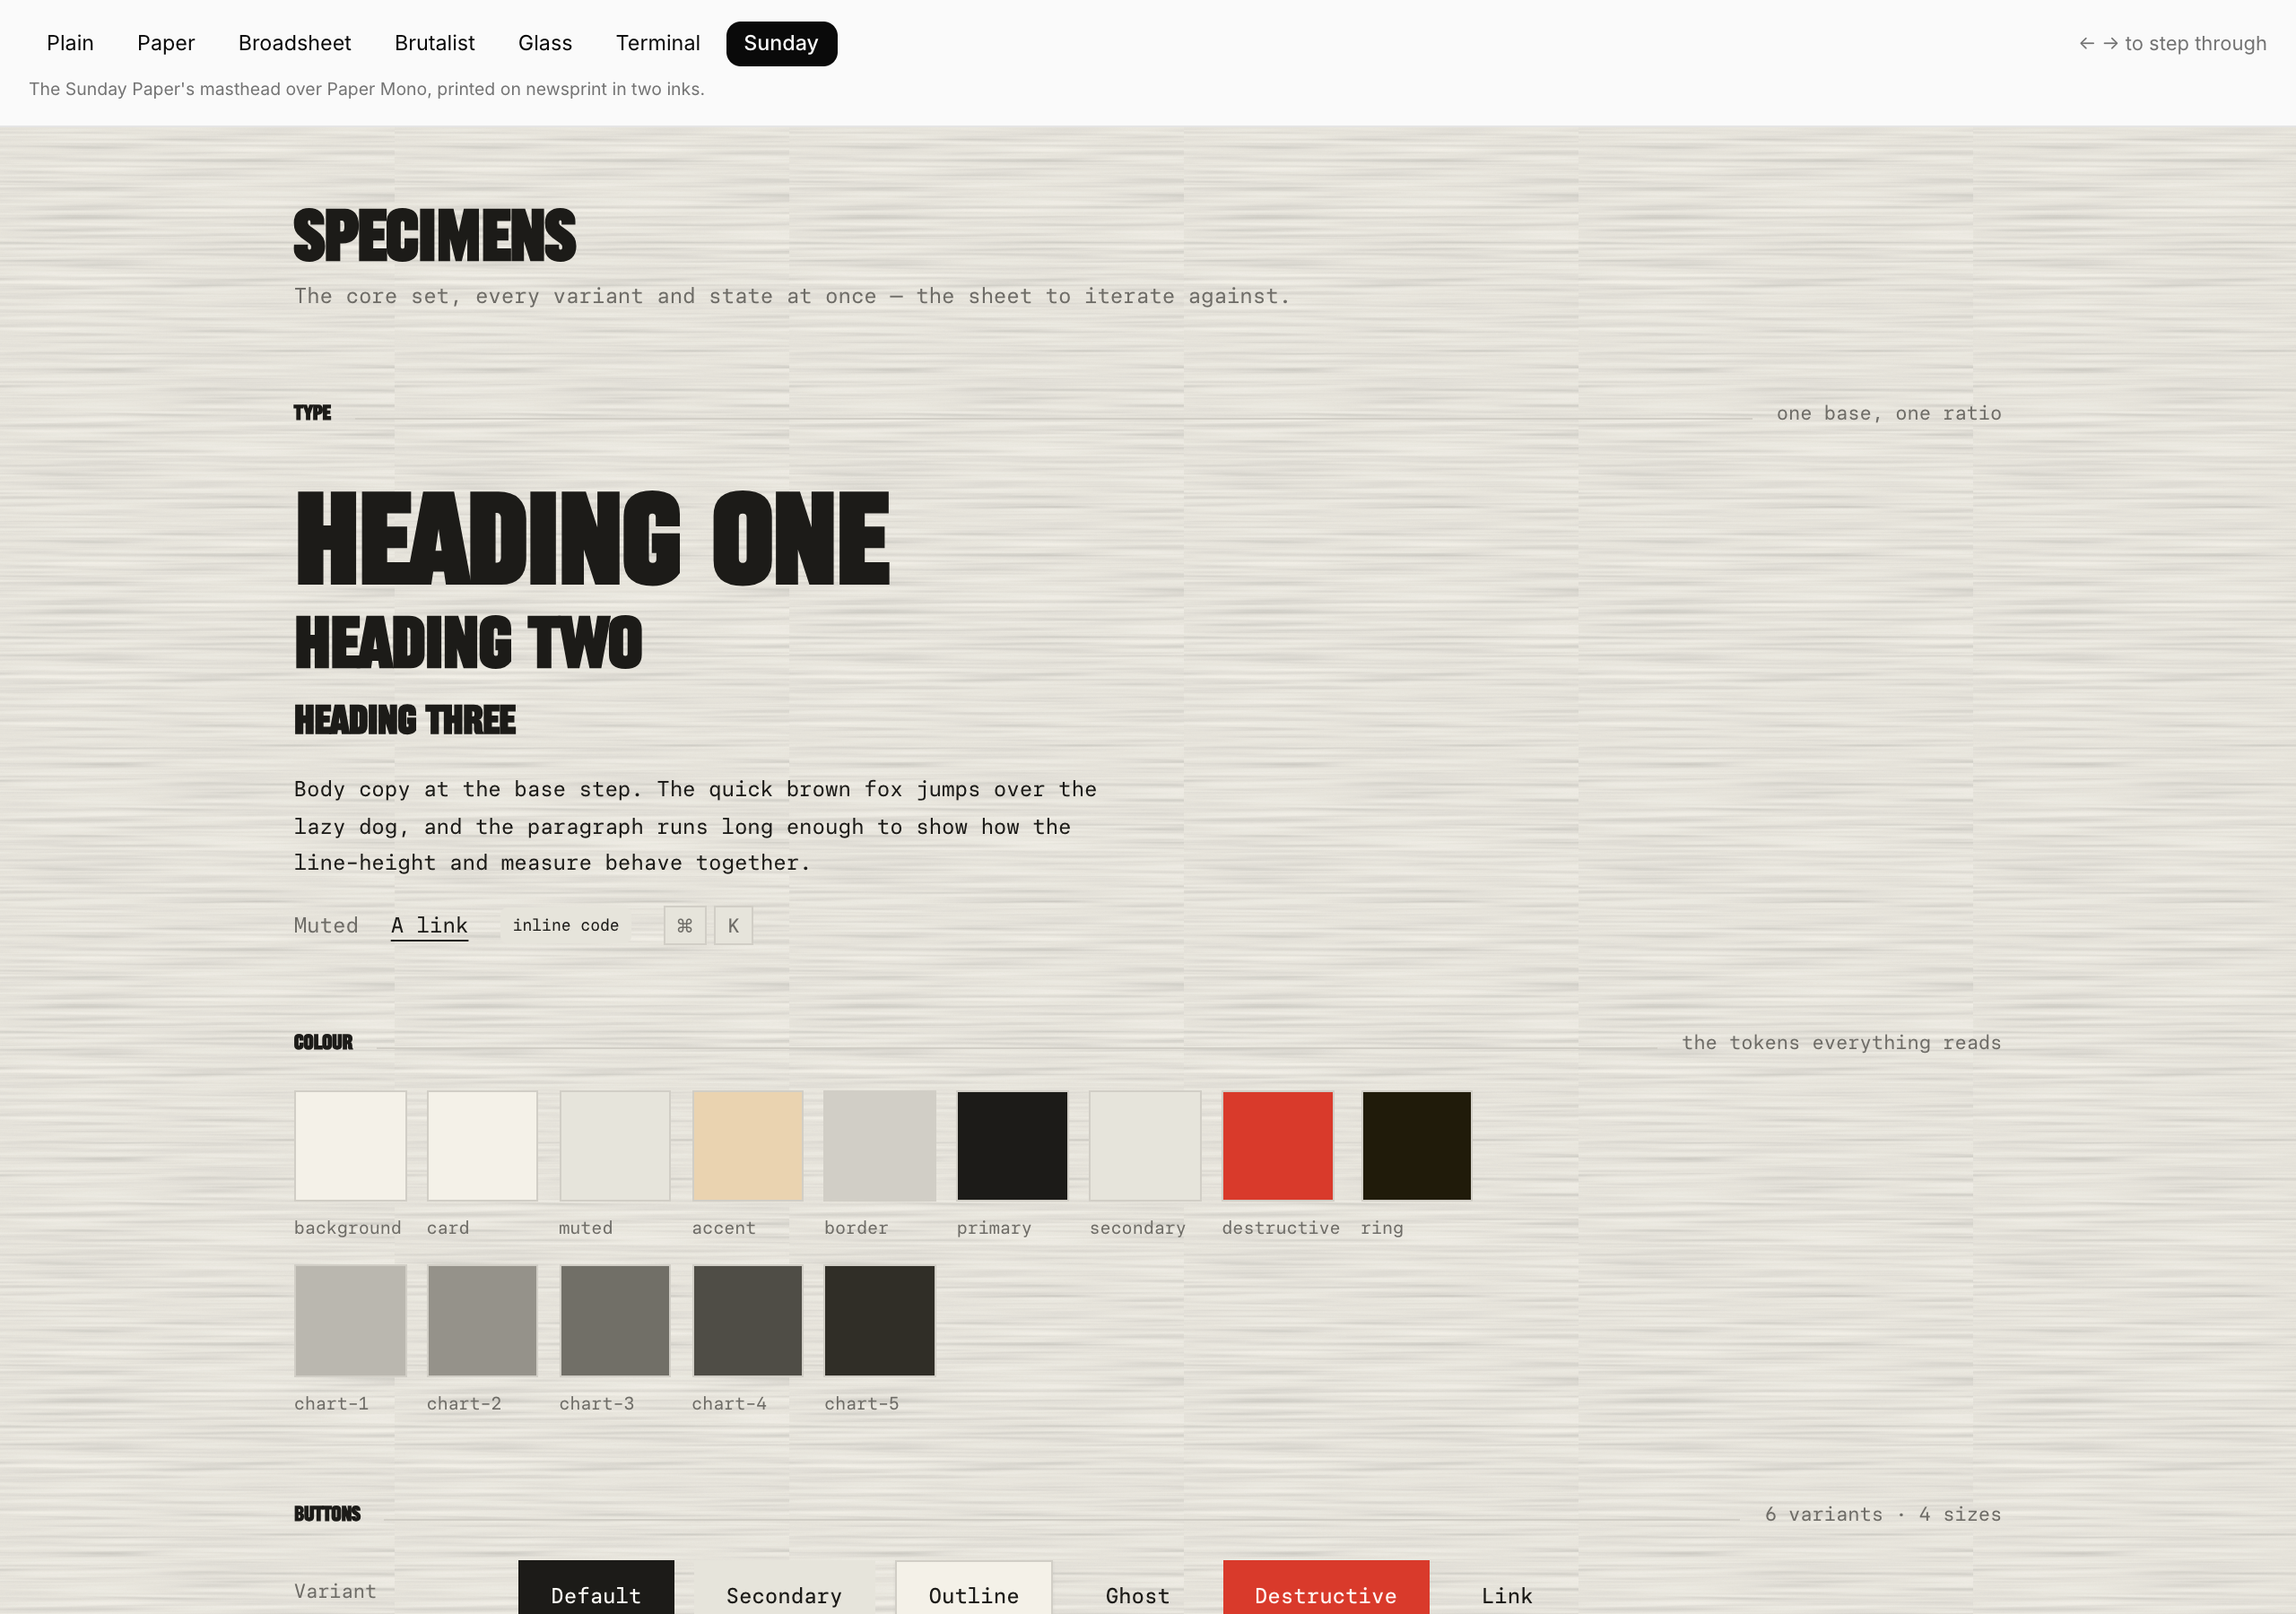 Plain Paper Broadsheet Brutalist Glass Terminal Sunday ← → to step through
The Sunday Paper's masthead over Paper Mono, printed on newsprint in two inks.
SPECIMENS
The core set, every variant and state at once — the sheet to iterate against.
TYPE one base, one ratio
HEADING ONE
HEADING TWO
HEADING THREE
Body copy at the base step. The quick brown fox jumps over the
lazy dog, and the paragraph runs long enough to show how the
line-height and measure behave together.
Muted A link inline code ⌘ K
COLOUR the tokens everything reads
background card muted accent border primary secondary destructive ring
chart-1 chart-2 chart-3 chart-4 chart-5
BUTTONS 6 variants · 4 sizes
Variant Default Secondary Outline Ghost Destructive Link